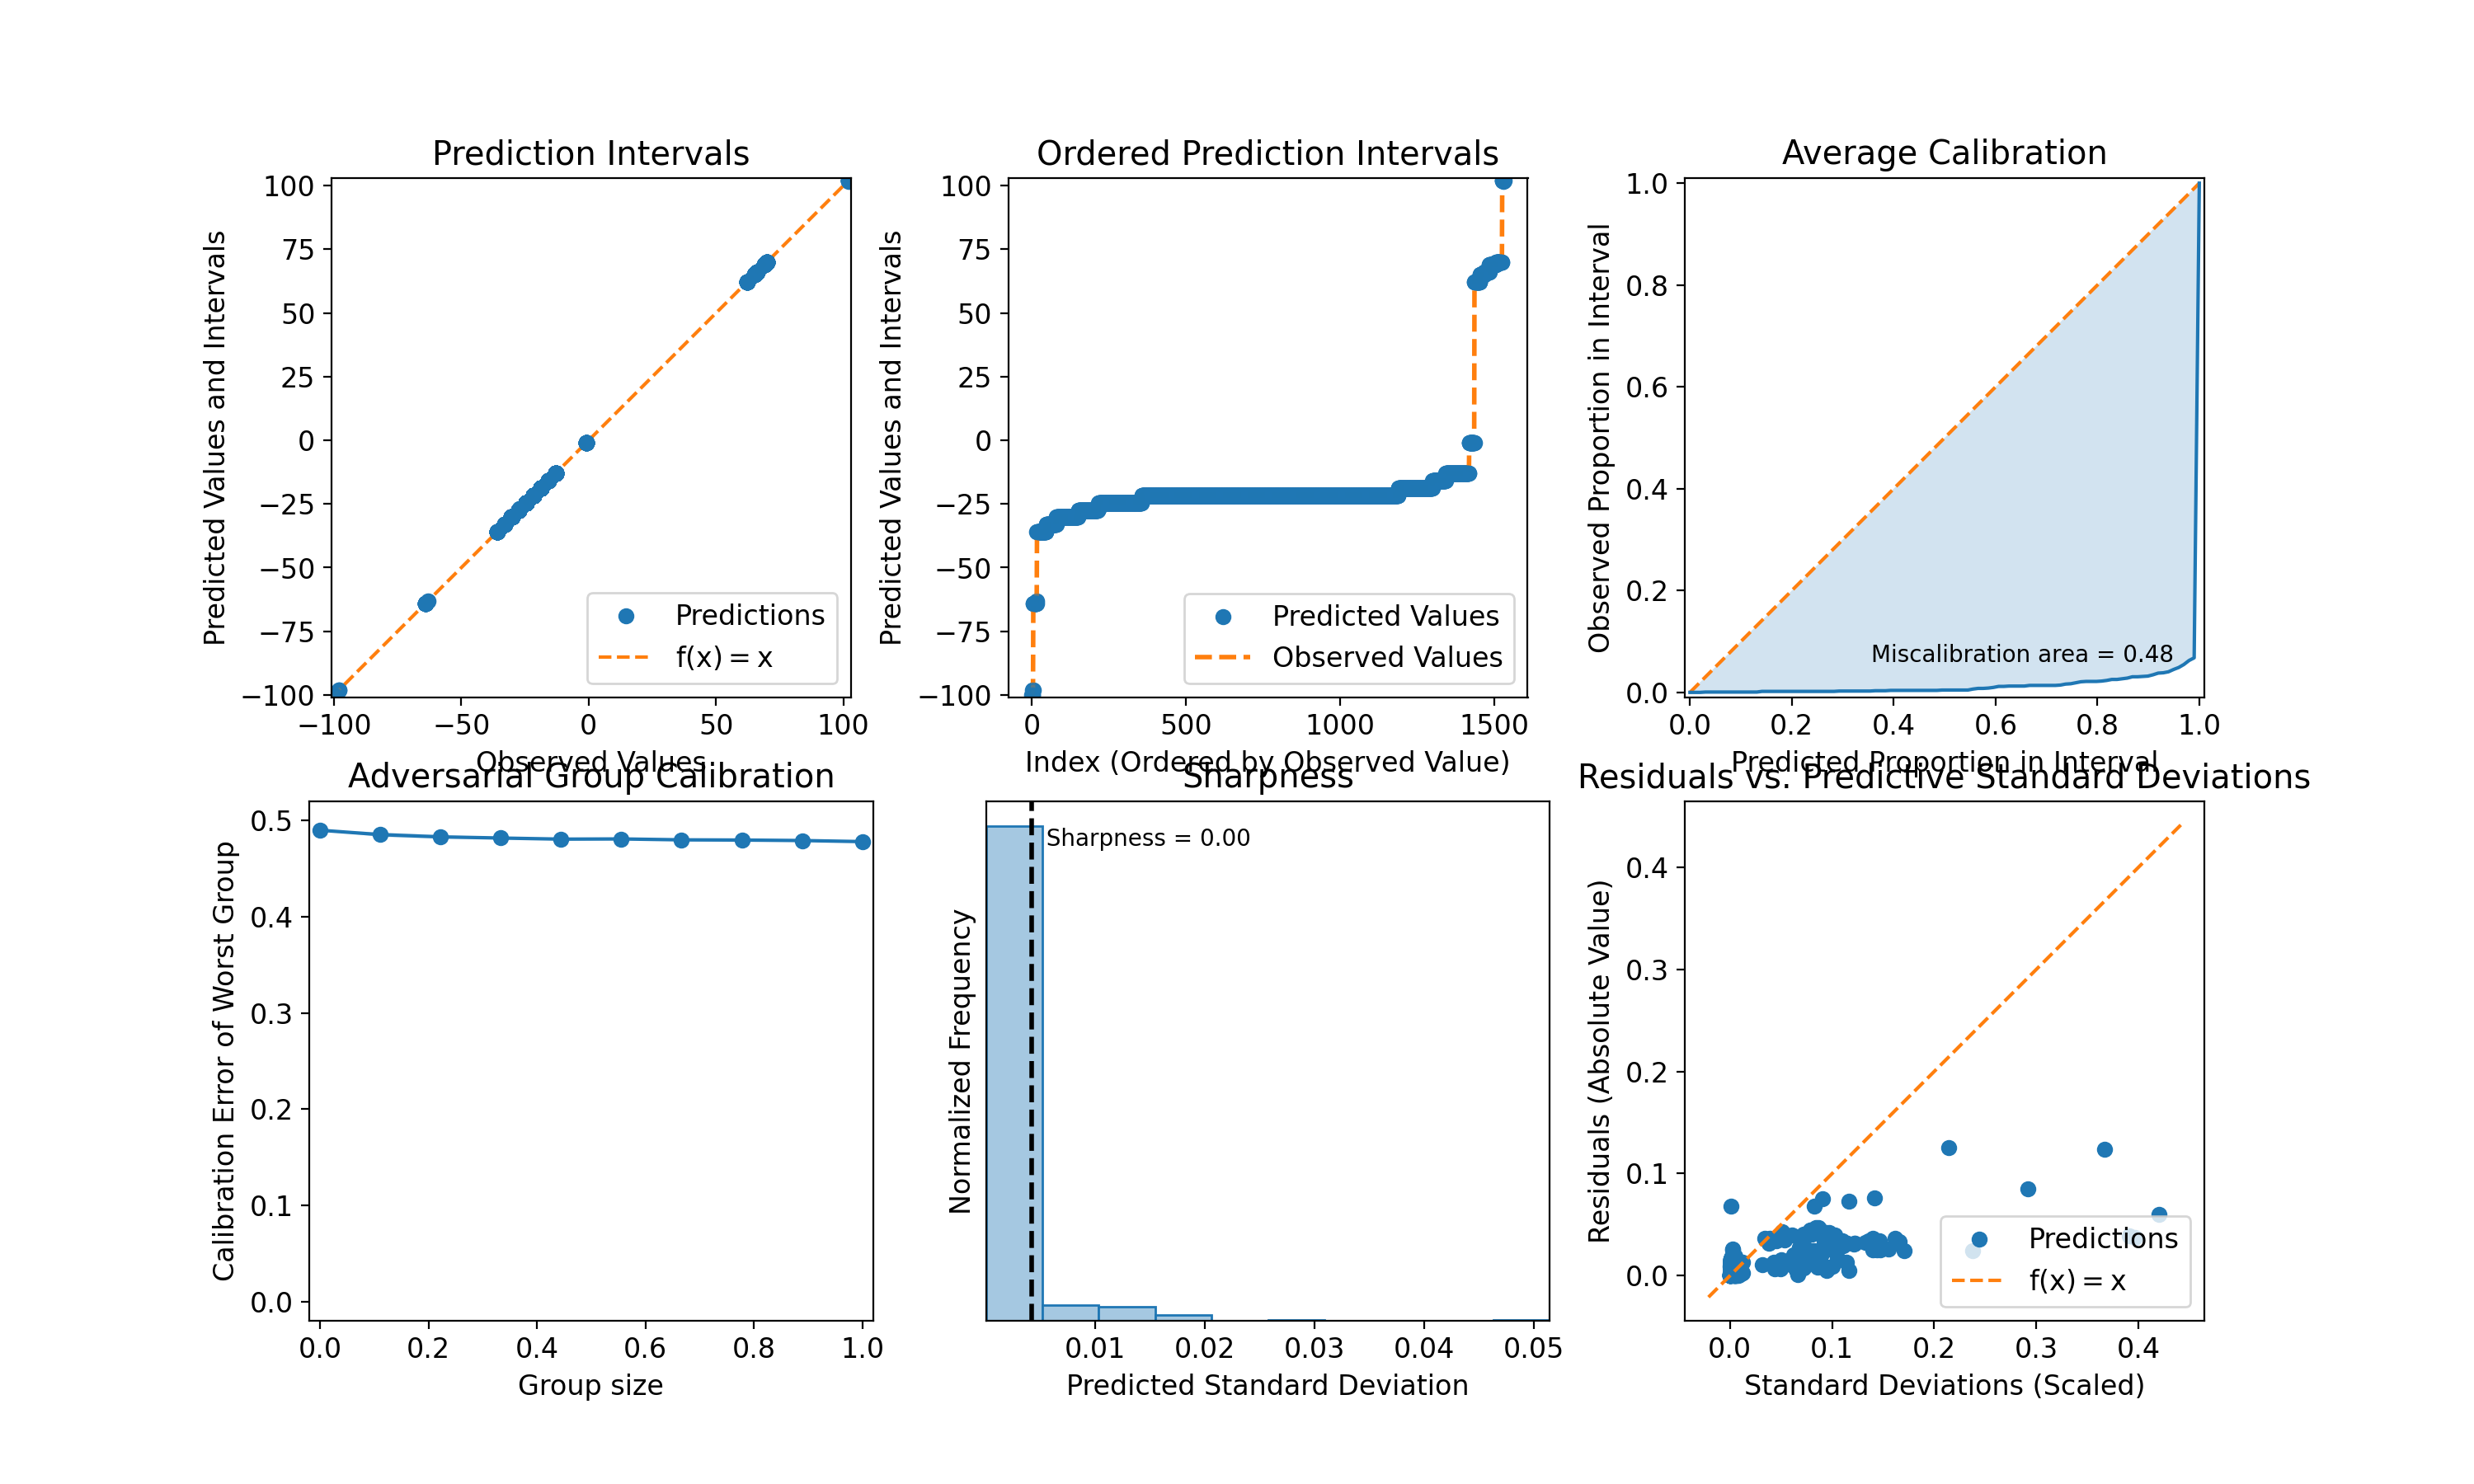 Prediction Intervals
Predicted Values and Intervals
100
75
50
25
0
−25
−50
−75
−100
−100
−50
0
50
100
Observed Values
Predictions
f(x) = x
Ordered Prediction Intervals
Predicted Values and Intervals
100
75
50
25
0
−25
−50
−75
−100
0
500
1000
1500
Index (Ordered by Observed Value)
Predicted Values
Observed Values
Average Calibration
Observed Proportion in Interval
1.0
0.8
0.6
0.4
0.2
0.0
0.0
0.2
0.4
0.6
0.8
1.0
Predicted Proportion in Interval
Miscalibration area = 0.48
Adversarial Group Calibration
Calibration Error of Worst Group
0.5
0.4
0.3
0.2
0.1
0.0
0.0
0.2
0.4
0.6
0.8
1.0
Group size
Sharpness
Normalized Frequency
Sharpness = 0.00
0.01
0.02
0.03
0.04
0.05
Predicted Standard Deviation
Residuals vs. Predictive Standard Deviations
Residuals (Absolute Value)
0.4
0.3
0.2
0.1
0.0
0.0
0.1
0.2
0.3
0.4
Standard Deviations (Scaled)
Predictions
f(x) = x